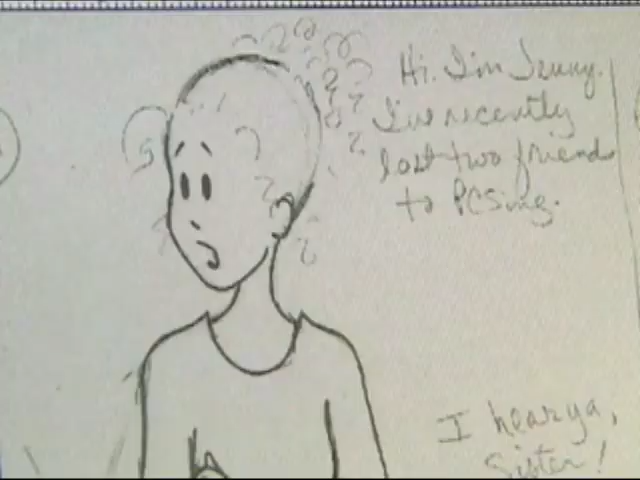 Hi. I'm Jenny.
I've recently
lost two friends
to PCSing.
I hear ya,
Sister!